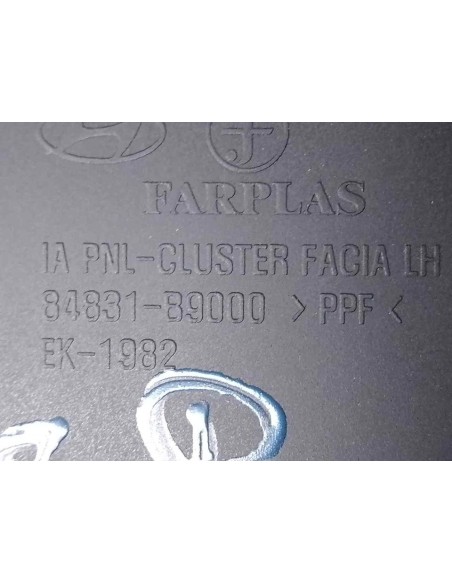 FARPLAS
IA PNL-CLUSTER FACIA LH
84831-B9000 > PPF <
EK-1982